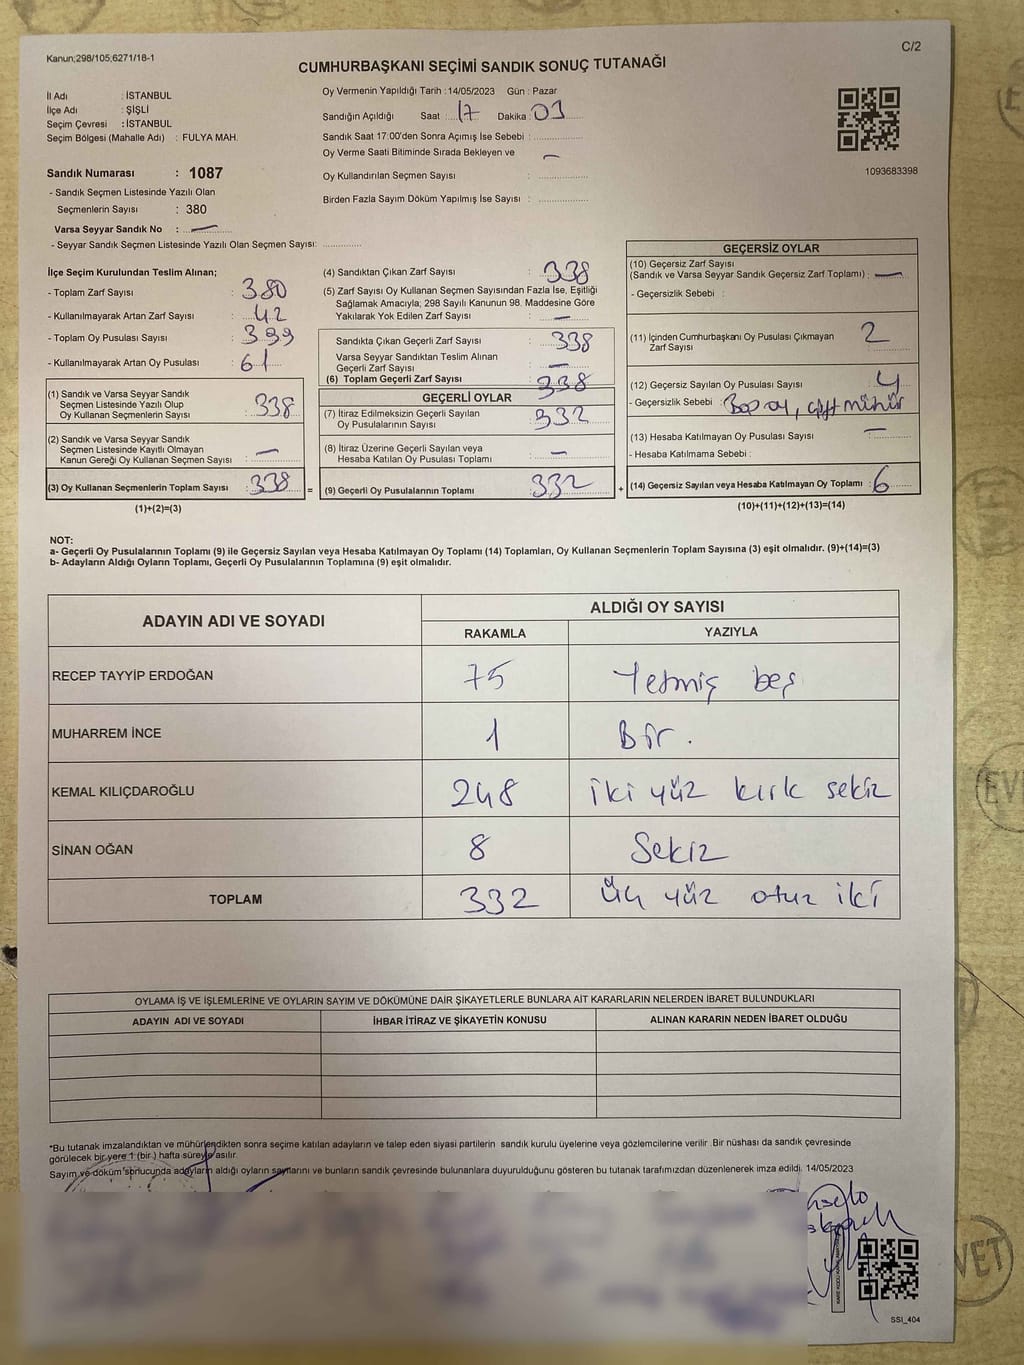 Kanun;298/105;6271/18-1
C/2
CUMHURBAŞKANI SEÇİMİ SANDIK SONUÇ TUTANAĞI
İl Adı : İSTANBUL
İlçe Adı : ŞİŞLİ
Seçim Çevresi : İSTANBUL
Seçim Bölgesi (Mahalle Adı) : FULYA MAH.
Oy Vermenin Yapıldığı Tarih : 14/05/2023 Gün : Pazar
Sandığın Açıldığı Saat : 17 Dakika : 01
Sandık Saat 17:00'den Sonra Açımış İse Sebebi :
Oy Verme Saati Bitiminde Sırada Bekleyen ve
Oy Kullandırılan Seçmen Sayısı : —
Birden Fazla Sayım Döküm Yapılmış İse Sayısı :
1093683398
Sandık Numarası : 1087
- Sandık Seçmen Listesinde Yazılı Olan
Seçmenlerin Sayısı : 380
Varsa Seyyar Sandık No : —
- Seyyar Sandık Seçmen Listesinde Yazılı Olan Seçmen Sayısı:
İlçe Seçim Kurulundan Teslim Alınan;
- Toplam Zarf Sayısı : 380
- Kullanılmayarak Artan Zarf Sayısı : 42
- Toplam Oy Pusulası Sayısı : 399
- Kullanılmayarak Artan Oy Pusulası : 61
(1) Sandık ve Varsa Seyyar Sandık
Seçmen Listesinde Yazılı Olup
Oy Kullanan Seçmenlerin Sayısı : 338
(2) Sandık ve Varsa Seyyar Sandık
Seçmen Listesinde Kayıtlı Olmayan
Kanun Gereği Oy Kullanan Seçmen Sayısı : —
(3) Oy Kullanan Seçmenlerin Toplam Sayısı : 338
(1)+(2)=(3)
=
(4) Sandıktan Çıkan Zarf Sayısı : 338
(5) Zarf Sayısı Oy Kullanan Seçmen Sayısından Fazla İse, Eşitliği
Sağlamak Amacıyla; 298 Sayılı Kanunun 98. Maddesine Göre
Yakılarak Yok Edilen Zarf Sayısı : —
Sandıkta Çıkan Geçerli Zarf Sayısı : 338
Varsa Seyyar Sandıktan Teslim Alınan
Geçerli Zarf Sayısı : —
(6) Toplam Geçerli Zarf Sayısı : 338
GEÇERLİ OYLAR
(7) İtiraz Edilmeksizin Geçerli Sayılan
Oy Pusulalarının Sayısı : 332
(8) İtiraz Üzerine Geçerli Sayılan veya
Hesaba Katılan Oy Pusulası Toplamı : —
(9) Geçerli Oy Pusulalarının Toplamı : 332
+
GEÇERSİZ OYLAR
(10) Geçersiz Zarf Sayısı
(Sandık ve Varsa Seyyar Sandık Geçersiz Zarf Toplamı) : —
- Geçersizlik Sebebi :
(11) İçinden Cumhurbaşkanı Oy Pusulası Çıkmayan
Zarf Sayısı : 2
(12) Geçersiz Sayılan Oy Pusulası Sayısı : 4
- Geçersizlik Sebebi : Boş oy, çift mühür
(13) Hesaba Katılmayan Oy Pusulası Sayısı : —
- Hesaba Katılmama Sebebi :
(14) Geçersiz Sayılan veya Hesaba Katılmayan Oy Toplamı : 6
(10)+(11)+(12)+(13)=(14)
NOT:
a- Geçerli Oy Pusulalarının Toplamı (9) ile Geçersiz Sayılan veya Hesaba Katılmayan Oy Toplamı (14) Toplamları, Oy Kullanan Seçmenlerin Toplam Sayısına (3) eşit olmalıdır. (9)+(14)=(3)
b- Adayların Aldığı Oyların Toplamı, Geçerli Oy Pusulalarının Toplamına (9) eşit olmalıdır.
ADAYIN ADI VE SOYADI
ALDIĞI OY SAYISI
RAKAMLA YAZIYLA
RECEP TAYYİP ERDOĞAN 75 Yetmiş beş
MUHARREM İNCE 1 Bir.
KEMAL KILIÇDAROĞLU 248 iki yüz kırk sekiz
SİNAN OĞAN 8 Sekiz
TOPLAM 332 üç yüz otuz iki
OYLAMA İŞ VE İŞLEMLERİNE VE OYLARIN SAYIM VE DÖKÜMÜNE DAİR ŞİKAYETLERLE BUNLARA AİT KARARLARIN NELERDEN İBARET BULUNDUKLARI
ADAYIN ADI VE SOYADI İHBAR İTİRAZ VE ŞİKAYETİN KONUSU ALINAN KARARIN NEDEN İBARET OLDUĞU
*Bu tutanak imzalandıktan ve mühürlendikten sonra seçime katılan adayların ve talep eden siyasi partilerin sandık kurulu üyelerine veya gözlemcilerine verilir .Bir nüshası da sandık çevresinde
görülecek bir yere 1 (bir ) hafta süreyle asılır.
Sayım ve döküm sonucunda adayların aldığı oyların sayılarını ve bunların sandık çevresinde bulunanlara duyurulduğunu gösteren bu tutanak tarafımızdan düzenlenerek imza edildi. 14/05/2023
SSI_404
EVET